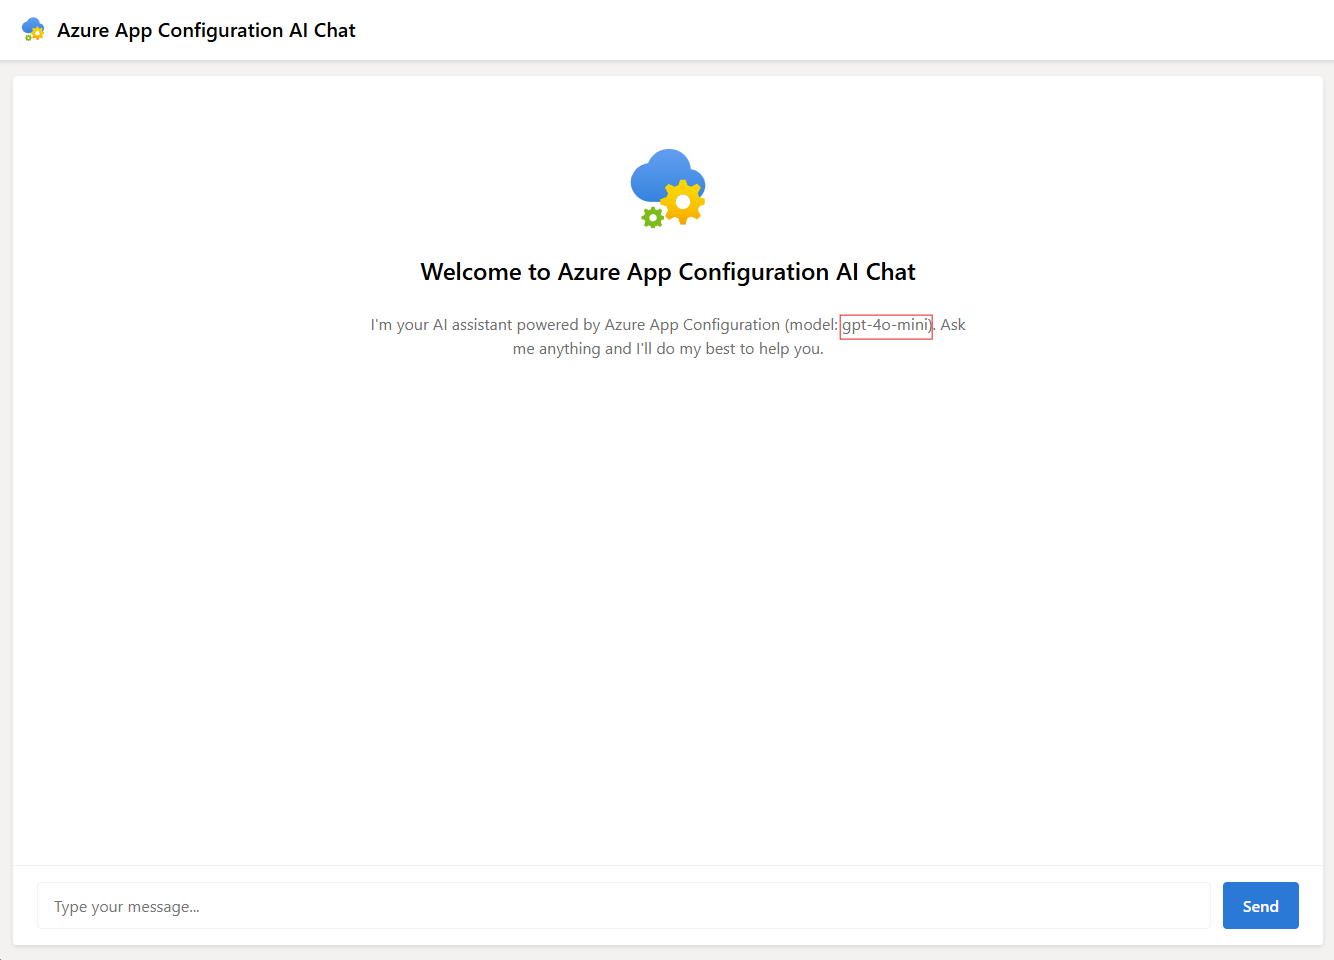 Azure App Configuration AI Chat
Welcome to Azure App Configuration AI Chat
I'm your AI assistant powered by Azure App Configuration (model: gpt-4o-mini). Ask
me anything and I'll do my best to help you.
Type your message...
Send